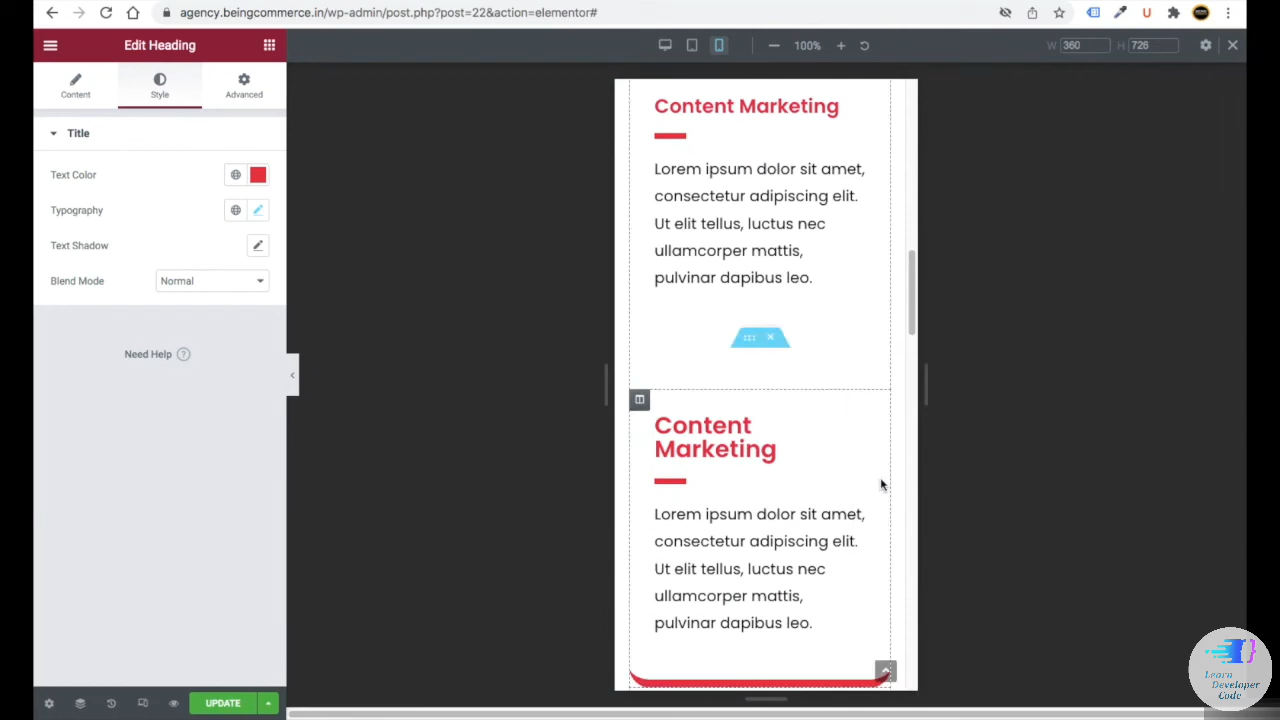 agency.beingcommerce.in/wp-admin/post.php?post=22&action=elementor#
Edit Heading
100%
W 360
H 726
Content
Style
Advanced
Title
Text Color
Typography
Text Shadow
Blend Mode
Normal
Need Help ?
UPDATE
Content Marketing
Lorem ipsum dolor sit amet,
consectetur adipiscing elit.
Ut elit tellus, luctus nec
ullamcorper mattis,
pulvinar dapibus leo.
Content
Marketing
Lorem ipsum dolor sit amet,
consectetur adipiscing elit.
Ut elit tellus, luctus nec
ullamcorper mattis,
pulvinar dapibus leo.
Learn
Developer
Code